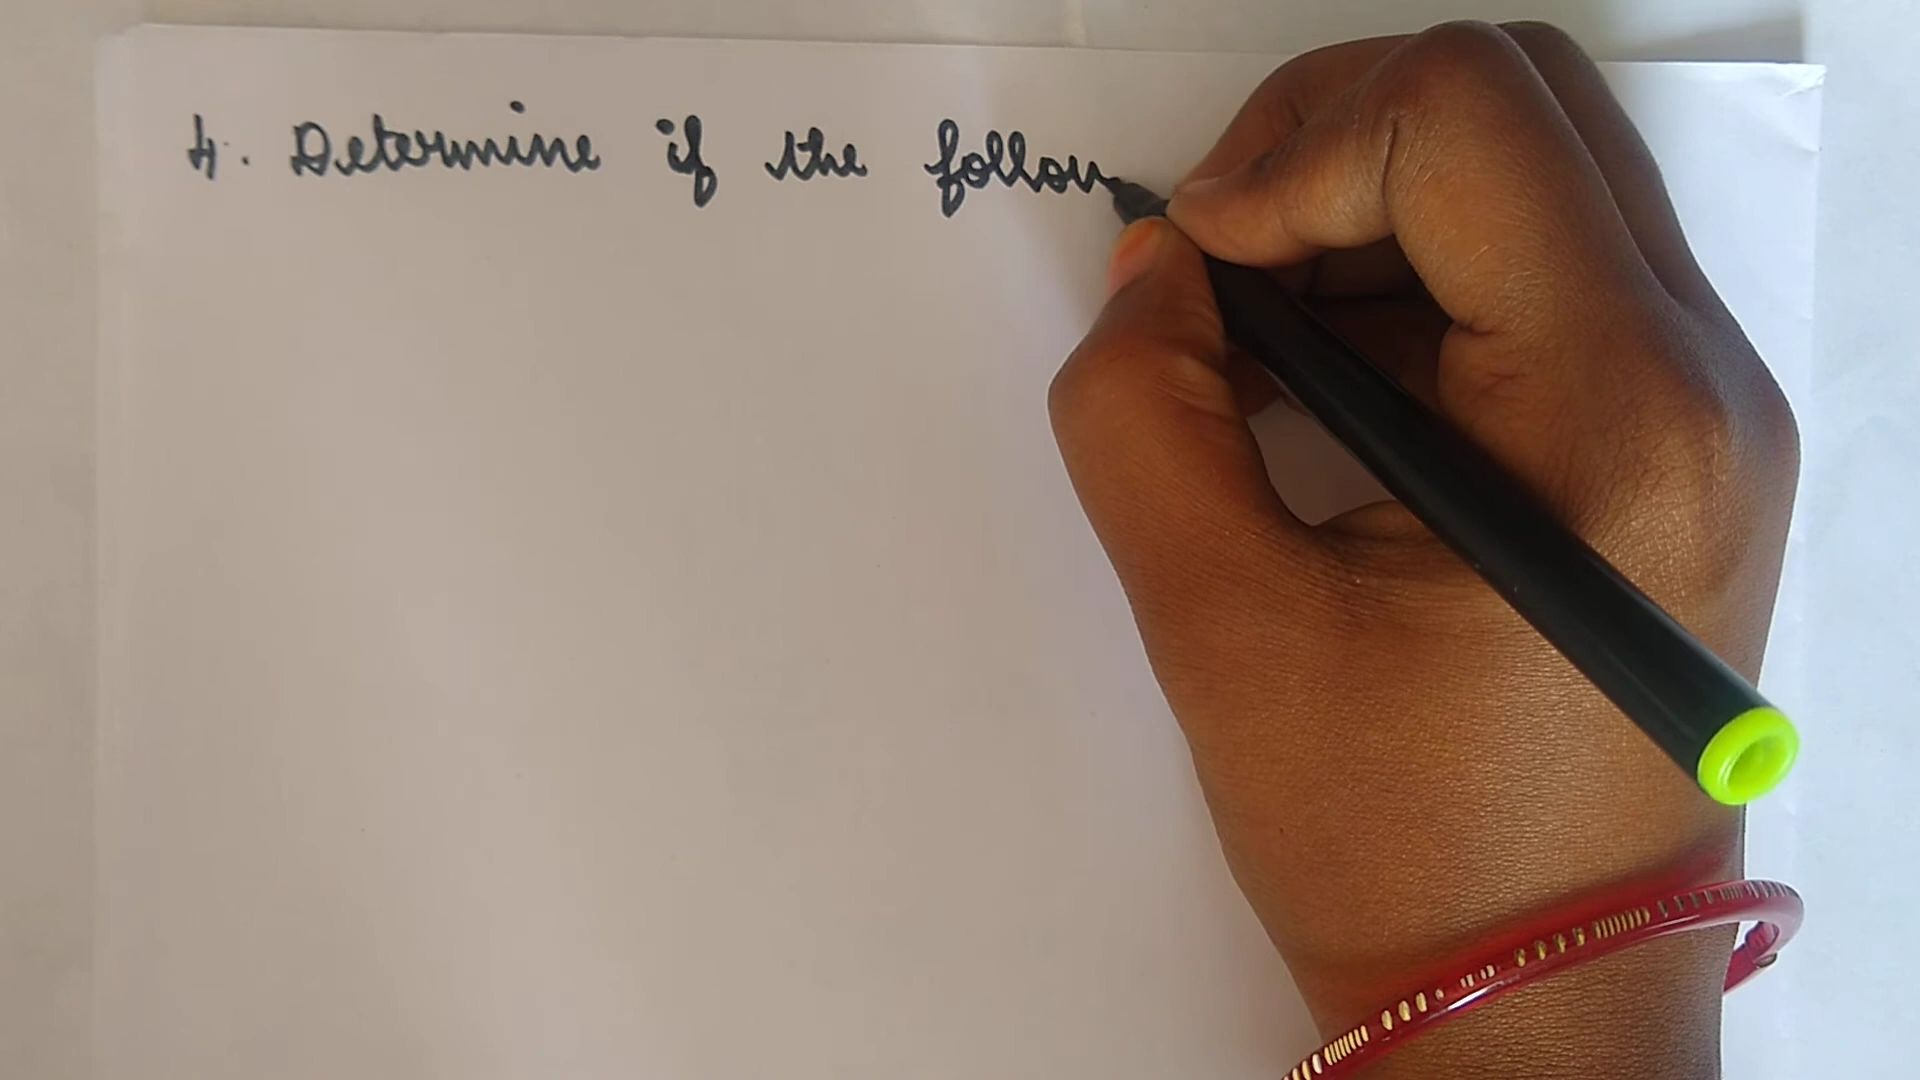 4. Determine if the follow